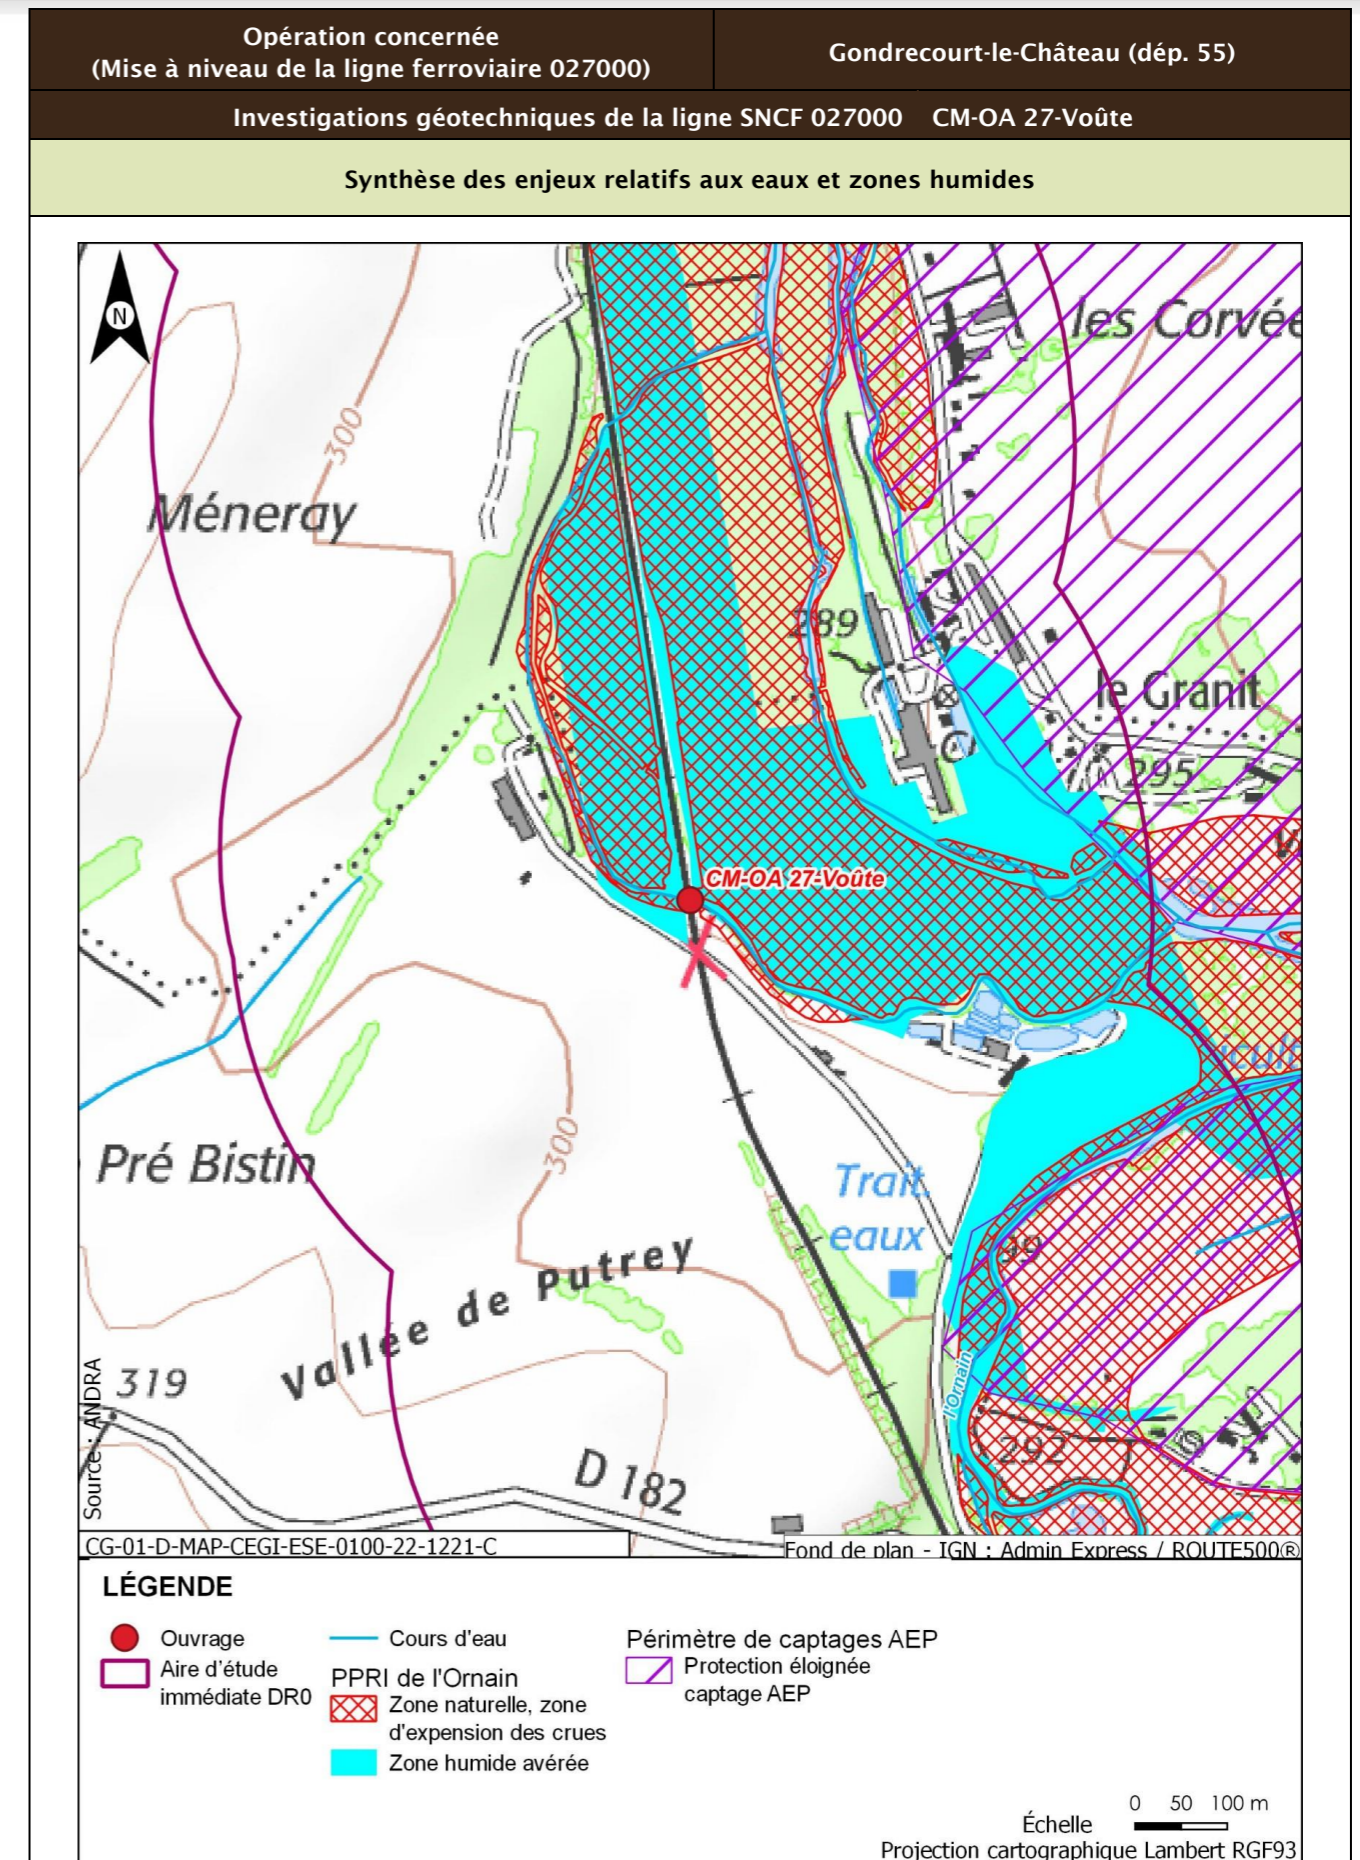 Opération concernée
(Mise à niveau de la ligne ferroviaire 027000)
Gondrecourt-le-Château (dép. 55)
Investigations géotechniques de la ligne SNCF 027000 CM-OA 27-Voûte
Synthèse des enjeux relatifs aux eaux et zones humides
N
les Corvée
300
Méneray
289
le Granit
295
CM-OA 27-Voûte
Pré Bistin
300
Trait.
eaux
49
Vallée de Putrey
319
l'Ornain
292
D 182
Source : ANDRA
CG-01-D-MAP-CEGI-ESE-0100-22-1221-C
Fond de plan - IGN : Admin Express / ROUTE500®
LÉGENDE
Ouvrage
Aire d'étude
immédiate DR0
Cours d'eau
PPRI de l'Ornain
Zone naturelle, zone
d'expension des crues
Zone humide avérée
Périmètre de captages AEP
Protection éloignée
captage AEP
0 50 100 m
Échelle
Projection cartographique Lambert RGF93